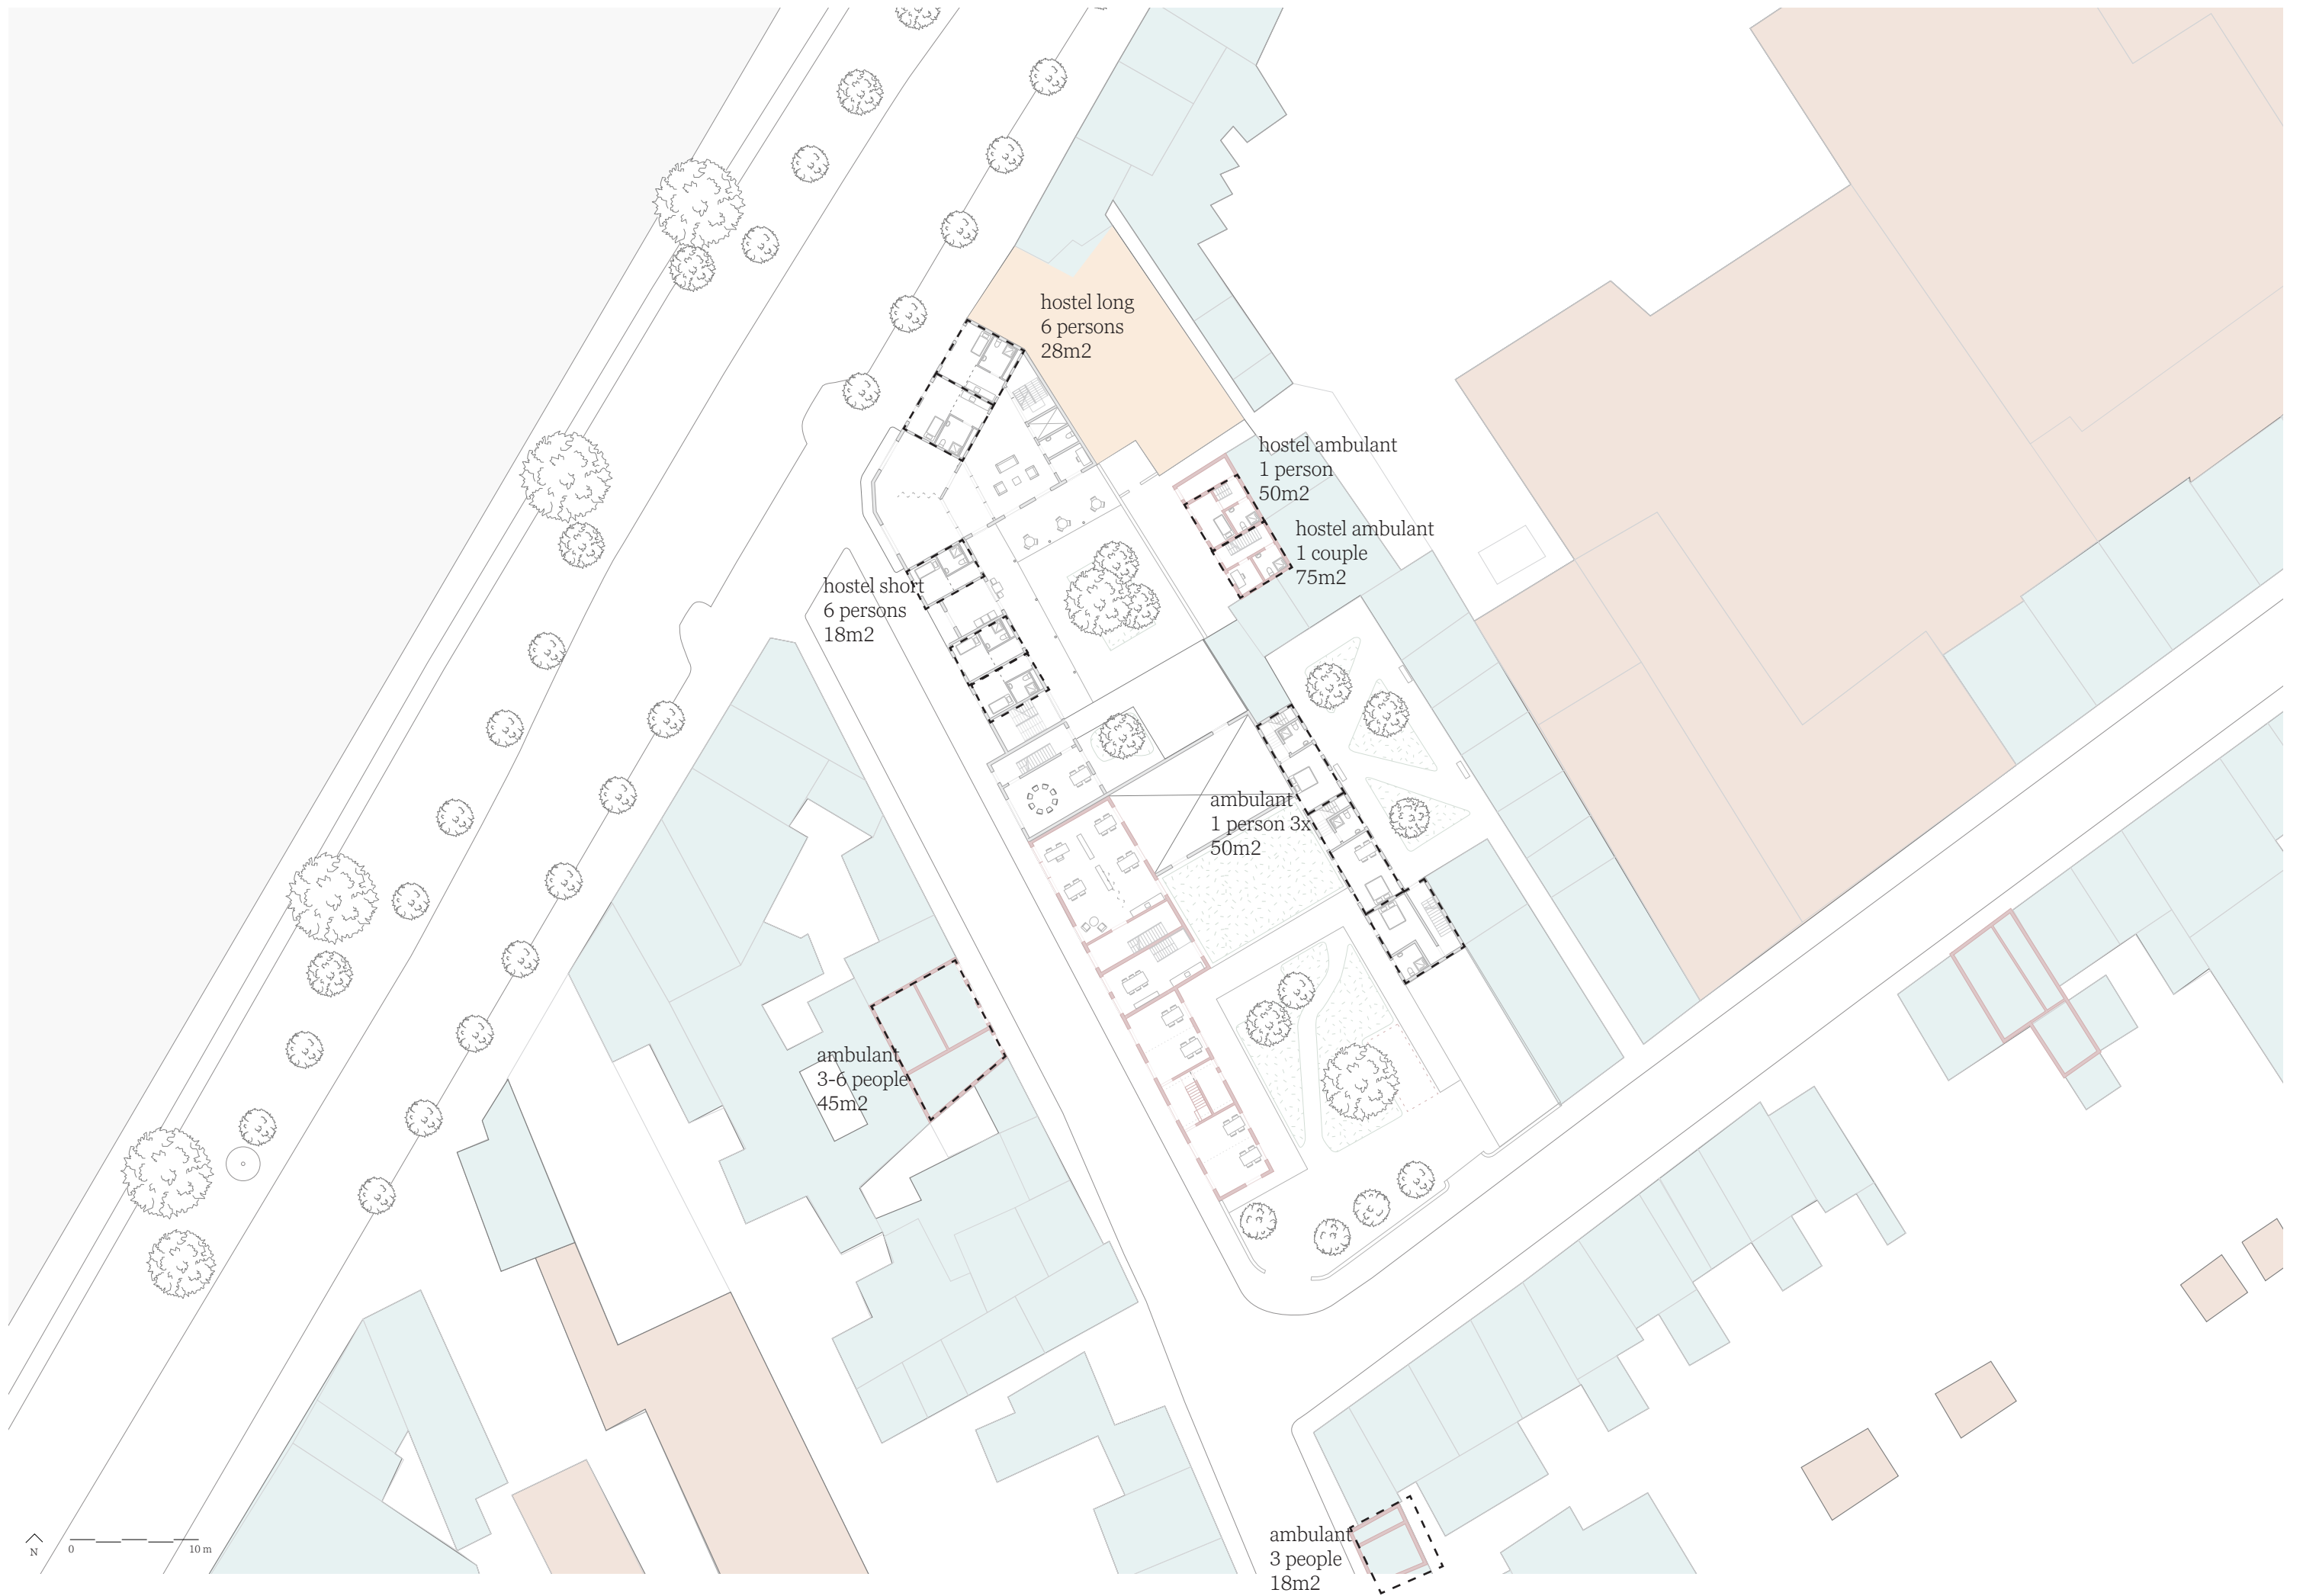 hostel long
6 persons
28m2
hostel ambulant
1 person
50m2
hostel ambulant
1 couple
75m2
hostel short
6 persons
18m2
ambulant
1 person 3x
50m2
ambulant
3-6 people
45m2
ambulant
3 people
18m2
N
0
10 m